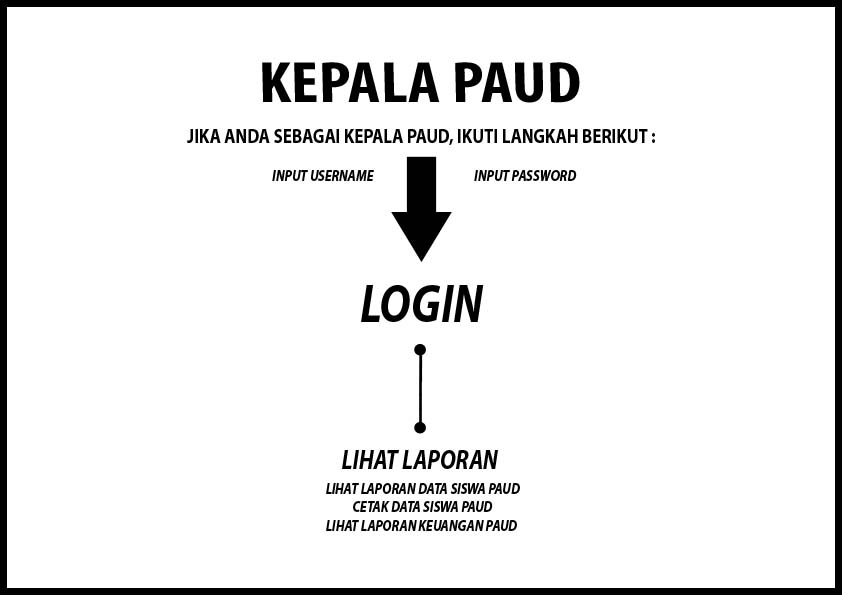 KEPALA PAUD
JIKA ANDA SEBAGAI KEPALA PAUD, IKUTI LANGKAH BERIKUT :
INPUT USERNAME
INPUT PASSWORD
LOGIN
LIHAT LAPORAN
LIHAT LAPORAN DATA SISWA PAUD
CETAK DATA SISWA PAUD
LIHAT LAPORAN KEUANGAN PAUD